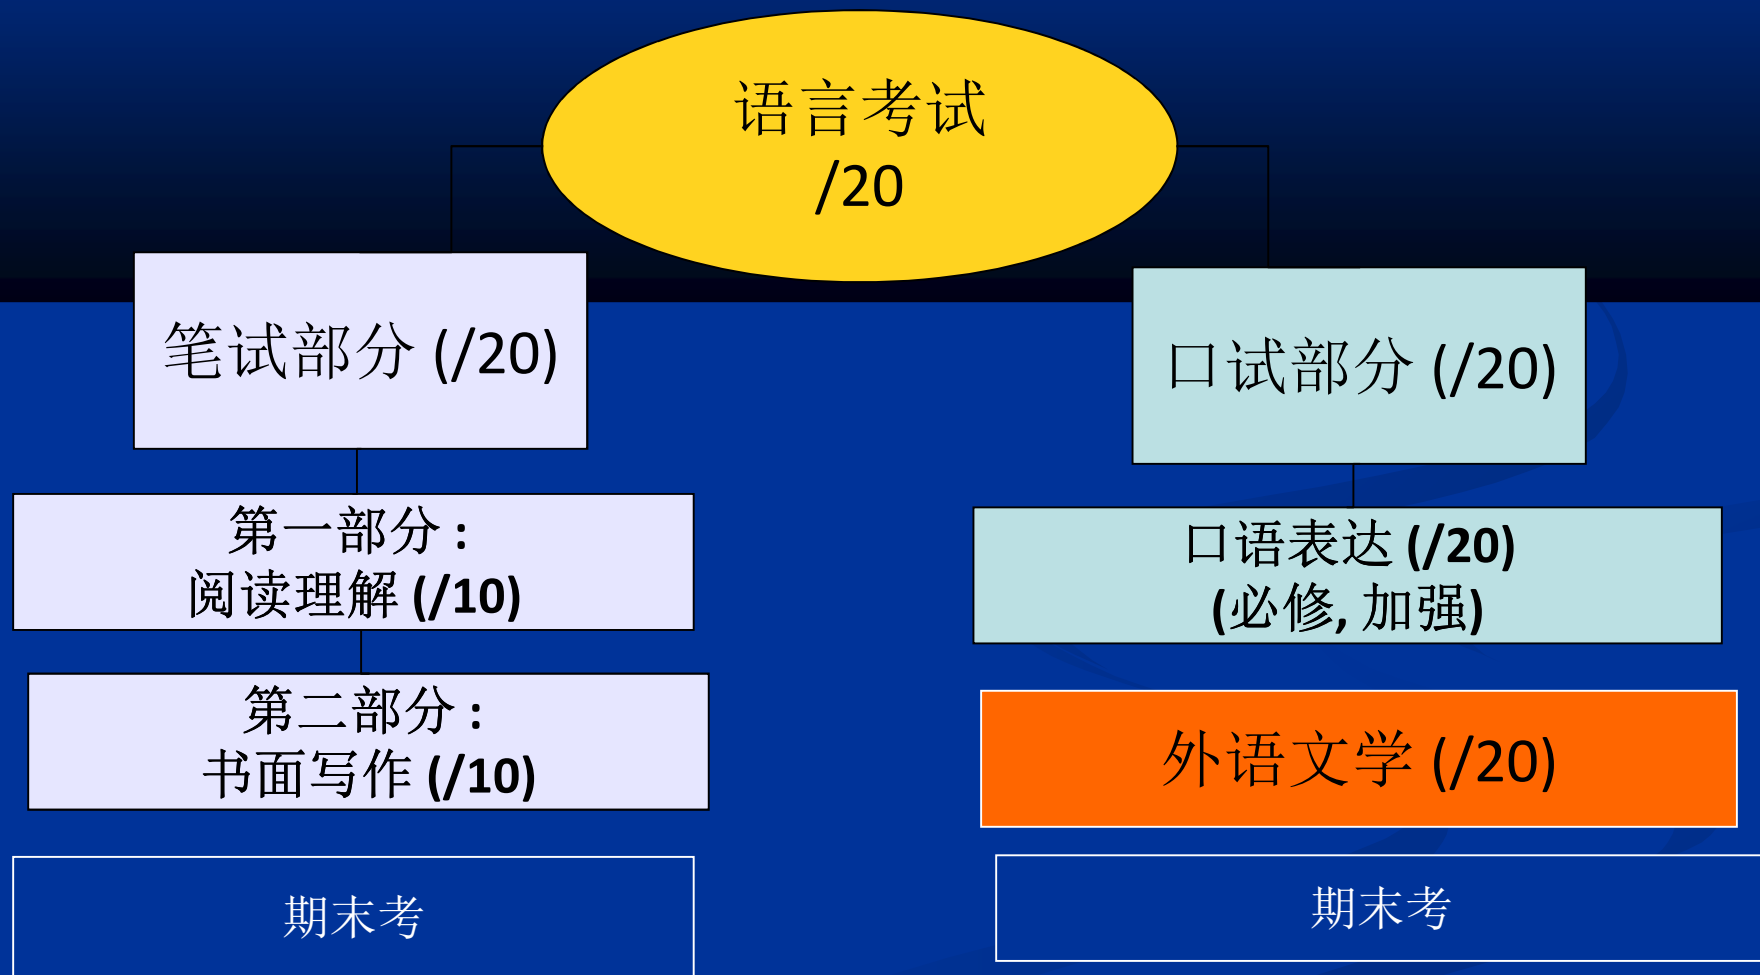 语言考试
/20
笔试部分 (/20)
第一部分 :
阅读理解 (/10)
第二部分 :
书面写作 (/10)
期末考
口试部分 (/20)
口语表达 (/20)
(必修, 加强)
外语文学 (/20)
期末考